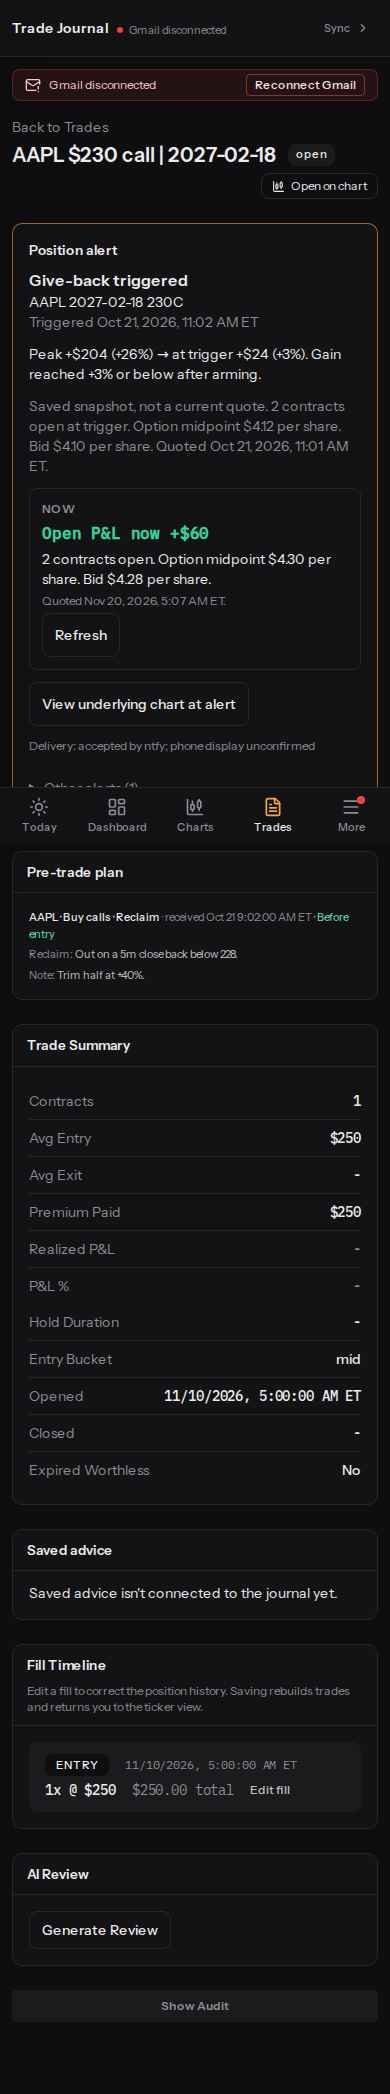 Trade Journal Gmail disconnected Sync
Gmail disconnected Reconnect Gmail
Back to Trades
AAPL $230 call | 2027-02-18 open
Open on chart
Position alert
Give-back triggered
AAPL 2027-02-18 230C
Triggered Oct 21, 2026, 11:02 AM ET
Peak +$204 (+26%) → at trigger +$24 (+3%). Gain
reached +3% or below after arming.
Saved snapshot, not a current quote. 2 contracts
open at trigger. Option midpoint $4.12 per share.
Bid $4.10 per share. Quoted Oct 21, 2026, 11:01 AM
ET.
NOW
Open P&L now +$60
2 contracts open. Option midpoint $4.30 per
share. Bid $4.28 per share.
Quoted Nov 20, 2026, 5:07 AM ET.
Refresh
View underlying chart at alert
Delivery: accepted by ntfy; phone display unconfirmed
Other alerts (1)
Today Dashboard Charts Trades More
Pre-trade plan
AAPL · Buy calls · Reclaim · received Oct 21 9:02:00 AM ET · Before
entry
Reclaim: Out on a 5m close back below 228.
Note: Trim half at +40%.
Trade Summary
Contracts 1
Avg Entry $250
Avg Exit -
Premium Paid $250
Realized P&L -
P&L % -
Hold Duration -
Entry Bucket mid
Opened 11/10/2026, 5:00:00 AM ET
Closed -
Expired Worthless No
Saved advice
Saved advice isn't connected to the journal yet.
Fill Timeline
Edit a fill to correct the position history. Saving rebuilds trades
and returns you to the ticker view.
ENTRY 11/10/2026, 5:00:00 AM ET
1x @ $250 $250.00 total Edit fill
AI Review
Generate Review
Show Audit